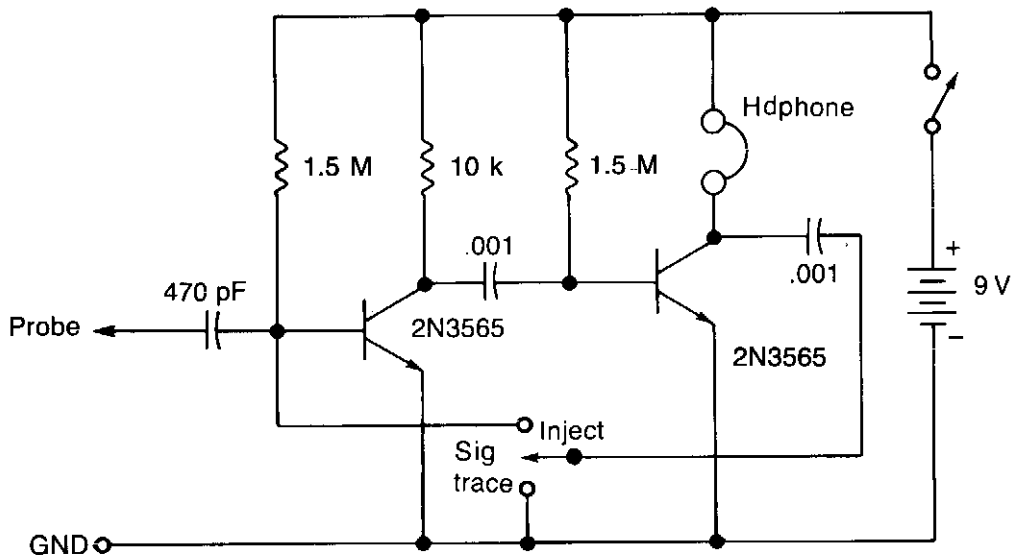 Hdphone
1.5 M
10 k
1.5 M
.001
.001
+
9 V
−
470 pF
Probe
2N3565
2N3565
Inject
Sig
trace
GND